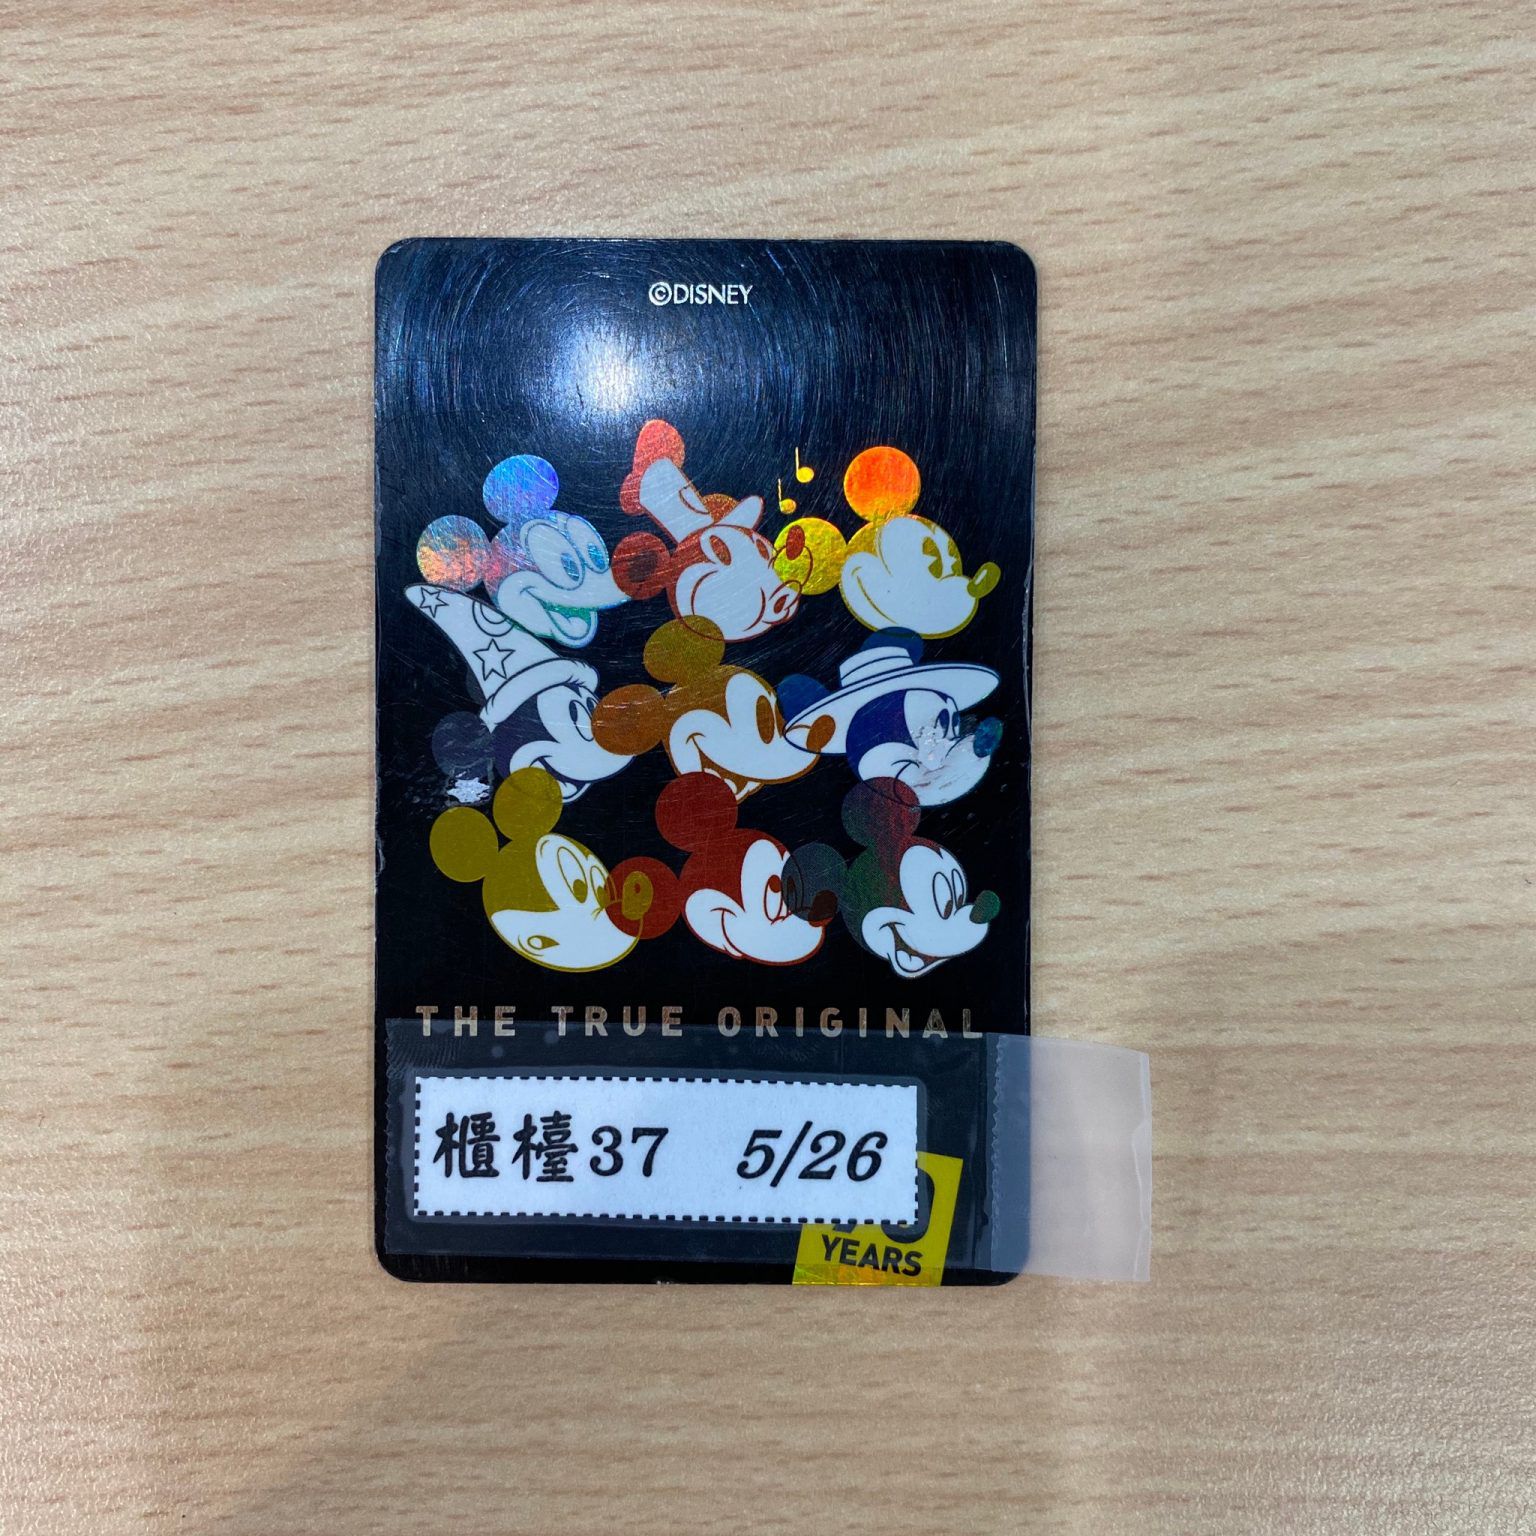 ©DISNEY
THE TRUE ORIGINAL
櫃檯37 5/26
YEARS